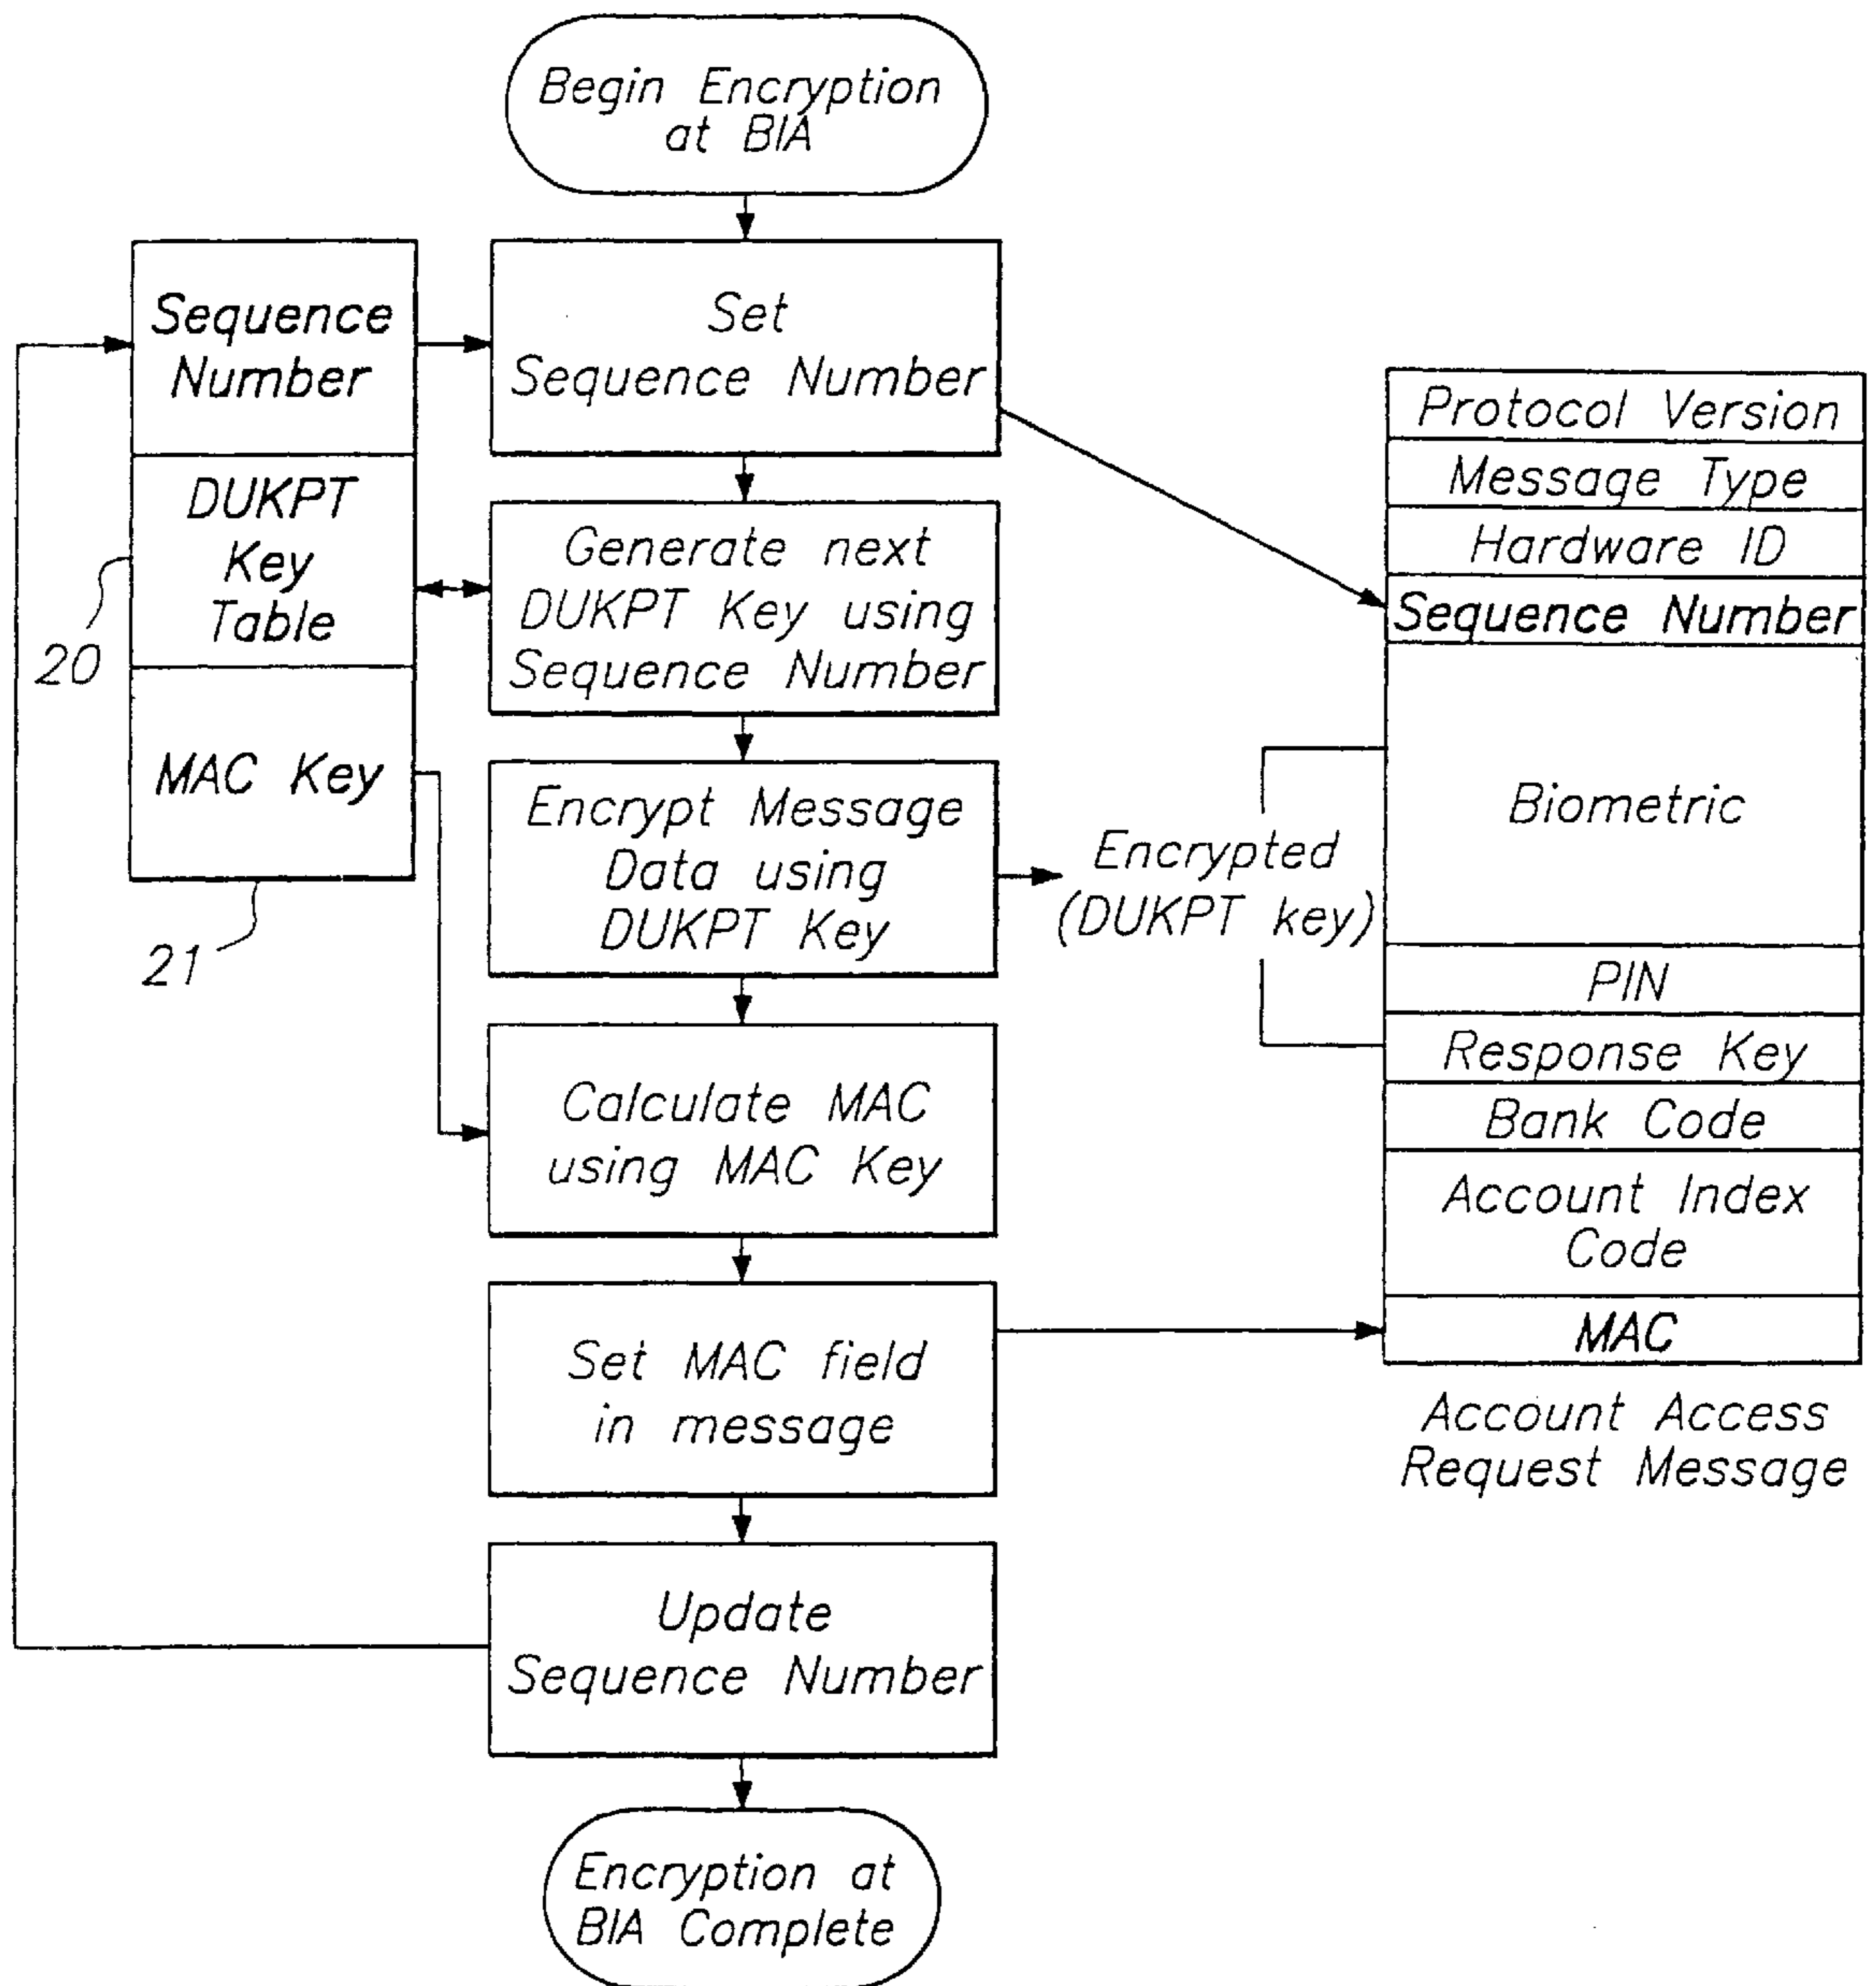 Begin Encryption
at BIA
Sequence
Number
DUKPT
Key
Table
MAC Key
20
21
Set
Sequence Number
Generate next
DUKPT Key using
Sequence Number
Encrypt Message
Data using
DUKPT Key
Calculate MAC
using MAC Key
Set MAC field
in message
Update
Sequence Number
Encryption at
BIA Complete
Encrypted
(DUKPT key)
Protocol Version
Message Type
Hardware ID
Sequence Number
Biometric
PIN
Response Key
Bank Code
Account Index
Code
MAC
Account Access
Request Message